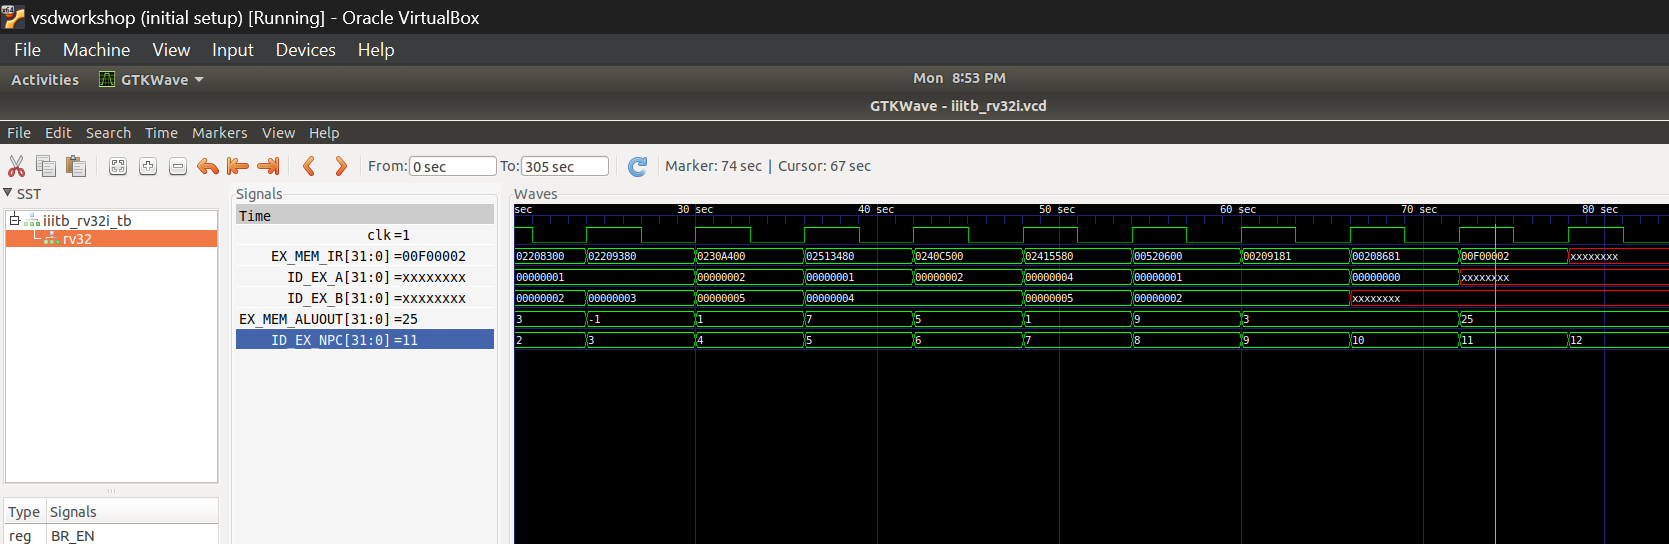 vsdworkshop (initial setup) [Running] - Oracle VirtualBox
File Machine View Input Devices Help
Activities GTKWave Mon 8:53 PM
GTKWave - iiitb_rv32i.vcd
File Edit Search Time Markers View Help
From: 0 sec To: 305 sec Marker: 74 sec | Cursor: 67 sec
SST Signals Waves
iiitb_rv32i_tb
rv32
Type Signals
reg BR_EN
Time
clk =1
EX_MEM_IR[31:0] =00F00002
ID_EX_A[31:0] =xxxxxxxx
ID_EX_B[31:0] =xxxxxxxx
EX_MEM_ALUOUT[31:0] =25
ID_EX_NPC[31:0] =11
sec 30 sec 40 sec 50 sec 60 sec 70 sec 80 sec
02208300 02209380 0230A400 02513480 0240C500 02415580 00520600 00209181 00208681 00F00002 xxxxxxxx
00000001 00000002 00000001 00000002 00000004 00000001 00000000 xxxxxxxx
00000002 00000003 00000005 00000004 00000005 00000002 xxxxxxxx
3 -1 1 7 5 1 9 3 25
2 3 4 5 6 7 8 9 10 11 12